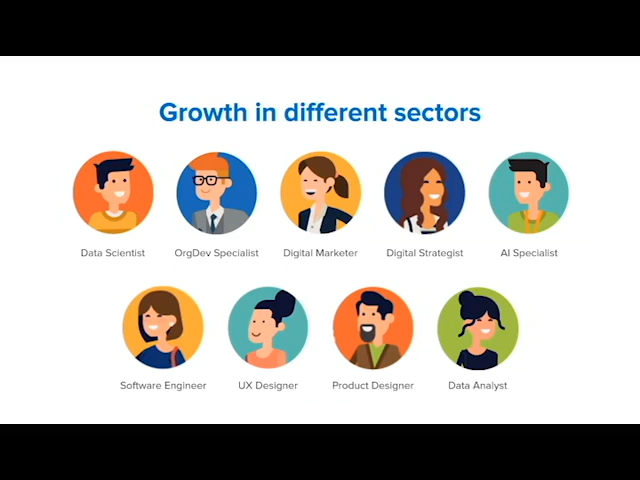 Growth in different sectors
Data Scientist
OrgDev Specialist
Digital Marketer
Digital Strategist
AI Specialist
Software Engineer
UX Designer
Product Designer
Data Analyst